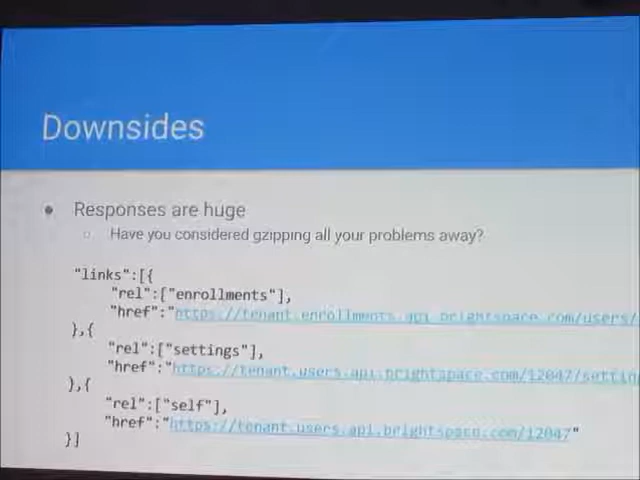 Downsides
Responses are huge
Have you considered gzipping all your problems away?
"links":[{
"rel":["enrollments"],
"href":"https://tenant.enrollments.api.brightspace.com/users/
},{
"rel":["settings"],
"href":"https://tenant.users.api.brightspace.com/12047/settin
},{
"rel":["self"],
"href":"https://tenant.users.api.brightspace.com/12047"
}]